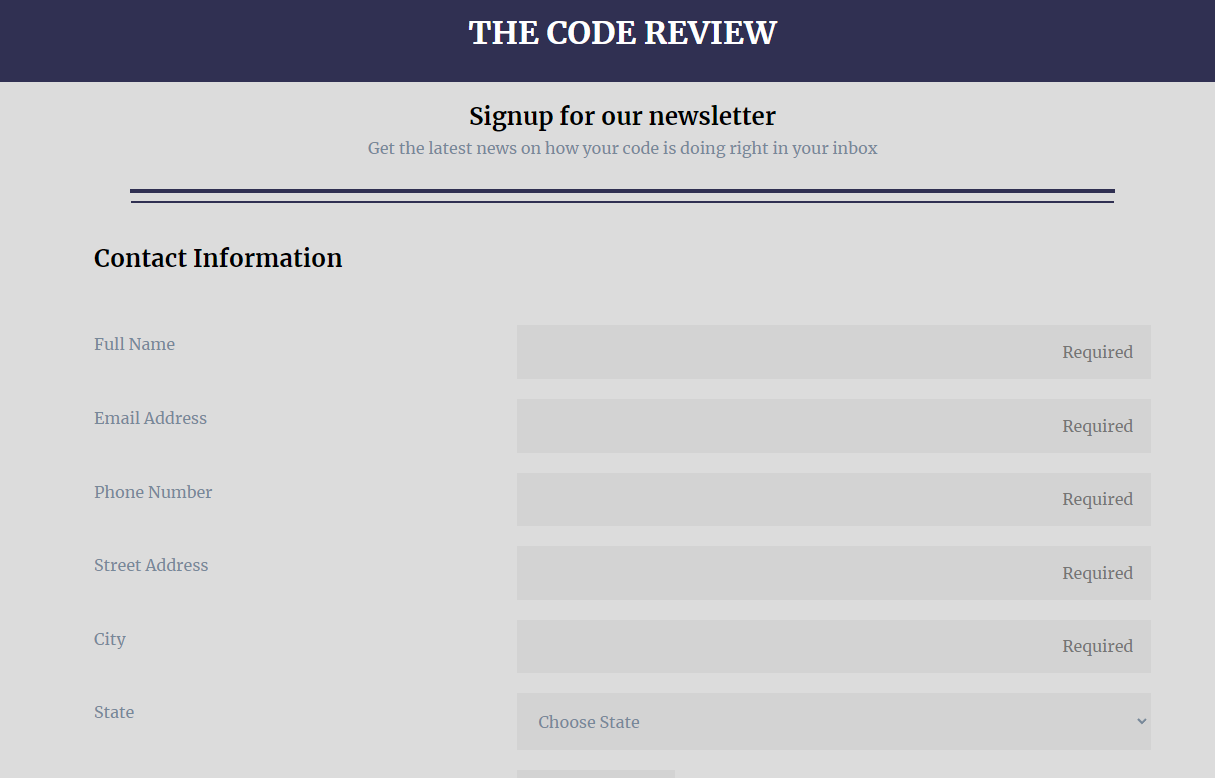 THE CODE REVIEW
Signup for our newsletter
Get the latest news on how your code is doing right in your inbox
Contact Information
Full Name
Required
Email Address
Required
Phone Number
Required
Street Address
Required
City
Required
State
Choose State